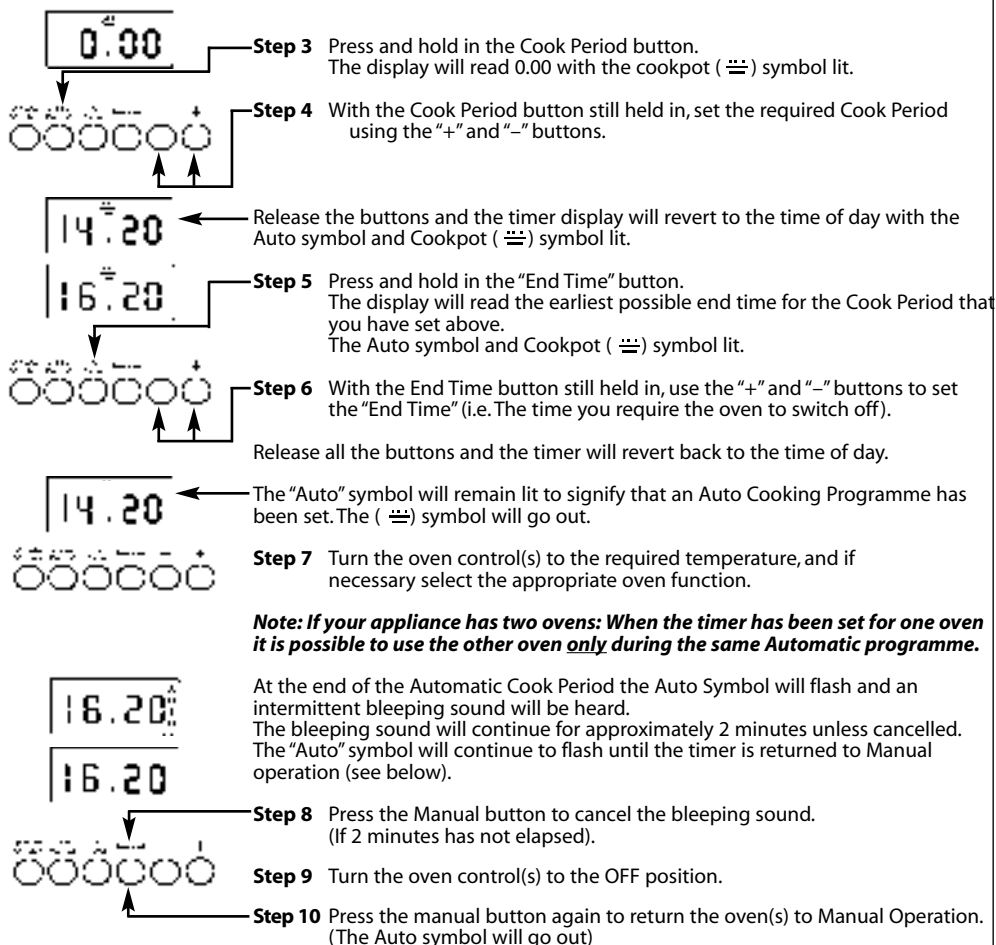 0.00
Step 3 Press and hold in the Cook Period button.
The display will read 0.00 with the cookpot ( ) symbol lit.
Step 4 With the Cook Period button still held in, set the required Cook Period
using the “+” and “–” buttons.
14.20
Release the buttons and the timer display will revert to the time of day with the
Auto symbol and Cookpot ( ) symbol lit.
16.20
Step 5 Press and hold in the “End Time” button.
The display will read the earliest possible end time for the Cook Period that
you have set above.
The Auto symbol and Cookpot ( ) symbol lit.
Step 6 With the End Time button still held in, use the “+” and “–” buttons to set
the “End Time” (i.e. The time you require the oven to switch off).
Release all the buttons and the timer will revert back to the time of day.
14.20
The “Auto” symbol will remain lit to signify that an Auto Cooking Programme has
been set. The ( ) symbol will go out.
Step 7 Turn the oven control(s) to the required temperature, and if
necessary select the appropriate oven function.
Note: If your appliance has two ovens: When the timer has been set for one oven
it is possible to use the other oven only during the same Automatic programme.
16.20
At the end of the Automatic Cook Period the Auto Symbol will flash and an
intermittent bleeping sound will be heard.
The bleeping sound will continue for approximately 2 minutes unless cancelled.
The “Auto” symbol will continue to flash until the timer is returned to Manual
operation (see below).
16.20
Step 8 Press the Manual button to cancel the bleeping sound.
(If 2 minutes has not elapsed).
Step 9 Turn the oven control(s) to the OFF position.
Step 10 Press the manual button again to return the oven(s) to Manual Operation.
(The Auto symbol will go out)